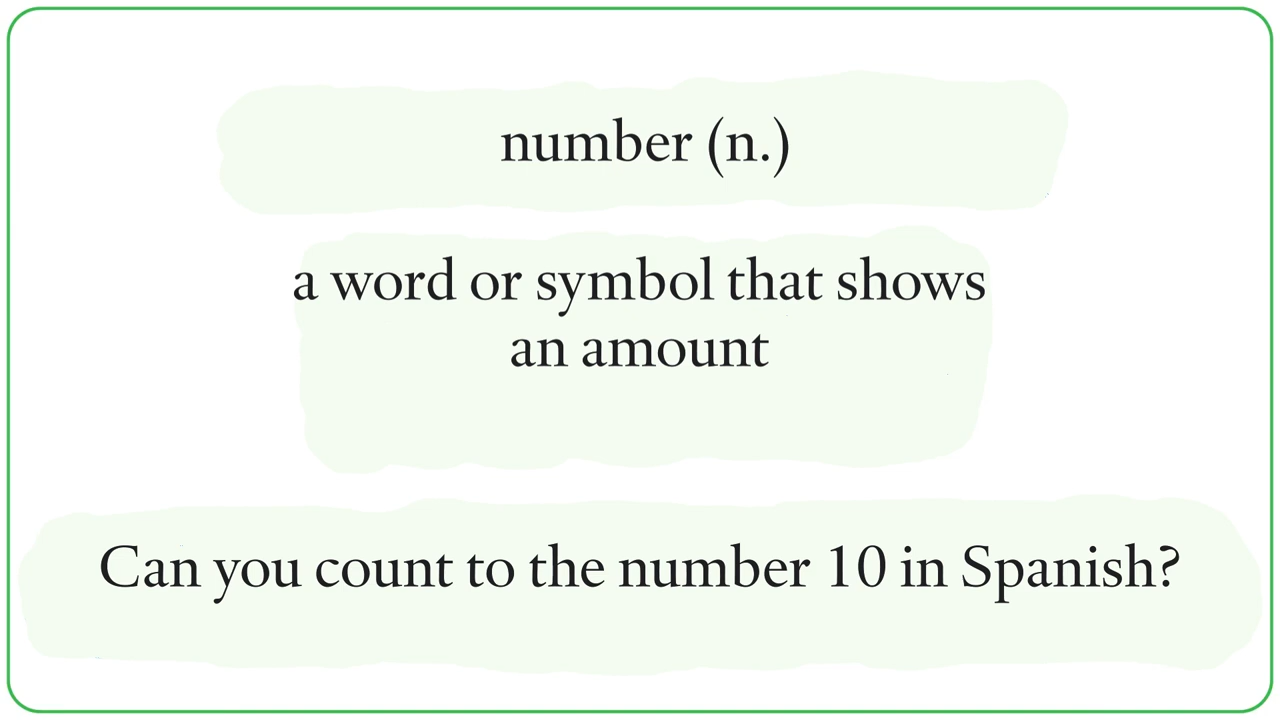 number (n.)
a word or symbol that shows
an amount
Can you count to the number 10 in Spanish?